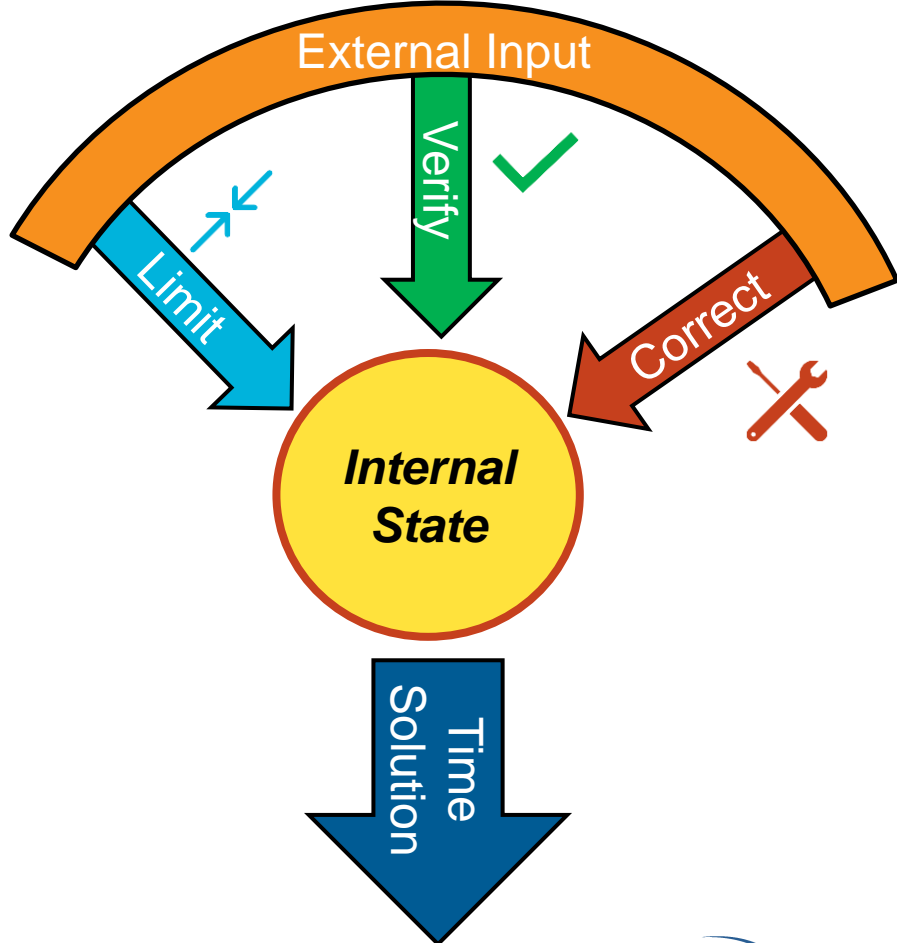 External Input
Limit
Verify
Correct
Internal
State
Time
Solution